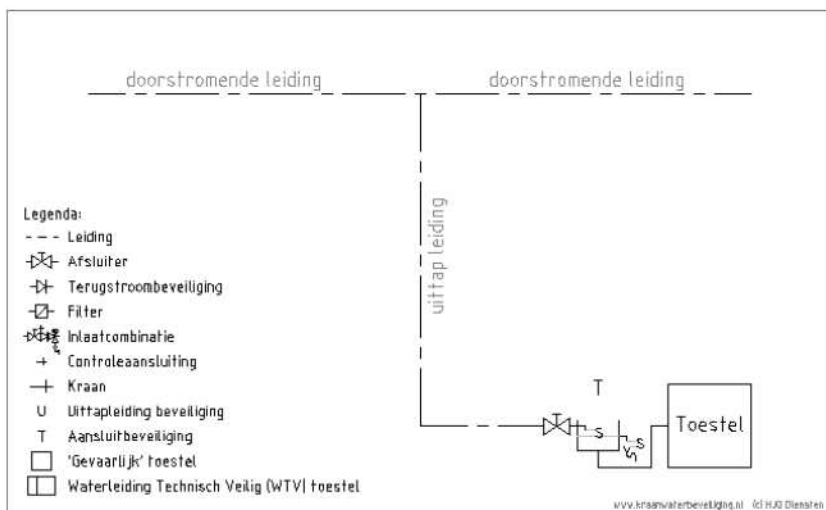 doorstromende leiding doorstromende leiding
uittap leiding
Legenda:
Leiding
Afsluiter
Terugstroombeveiliging
Filter
Inlaatcombinatie
Controleaansluiting
Kraan
U Uittapleiding beveiliging
T Aansluitbeveiliging
'Gevaarlijk' toestel
Waterleiding Technisch Veilig (WTV) toestel
T
S S
Toestel
www.kraanwaterbeveiliging.nl (c) HJG Diensten